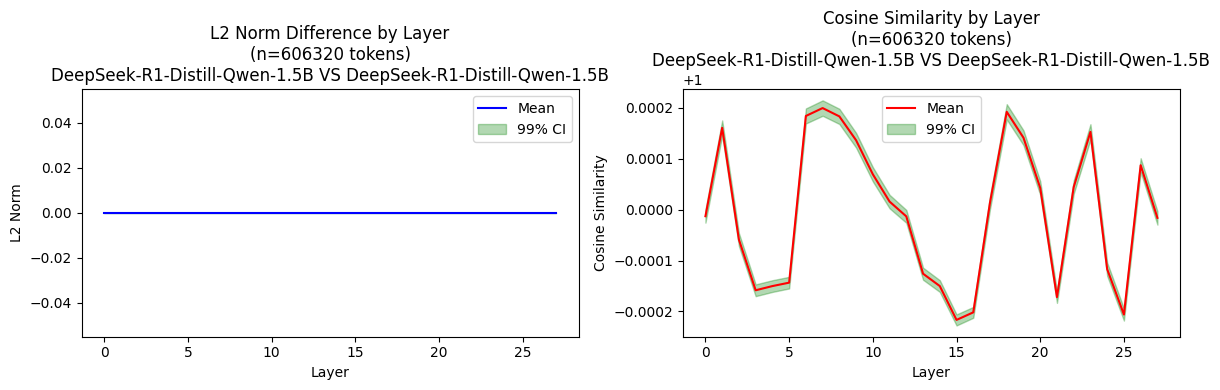 L2 Norm Difference by Layer
(n=606320 tokens)
DeepSeek-R1-Distill-Qwen-1.5B VS DeepSeek-R1-Distill-Qwen-1.5B
0.04
0.02
0.00
−0.02
−0.04
L2 Norm
Mean
99% CI
0
5
10
15
20
25
Layer
Cosine Similarity by Layer
(n=606320 tokens)
DeepSeek-R1-Distill-Qwen-1.5B VS DeepSeek-R1-Distill-Qwen-1.5B
+1
0.0002
0.0001
0.0000
−0.0001
−0.0002
Cosine Similarity
Mean
99% CI
0
5
10
15
20
25
Layer